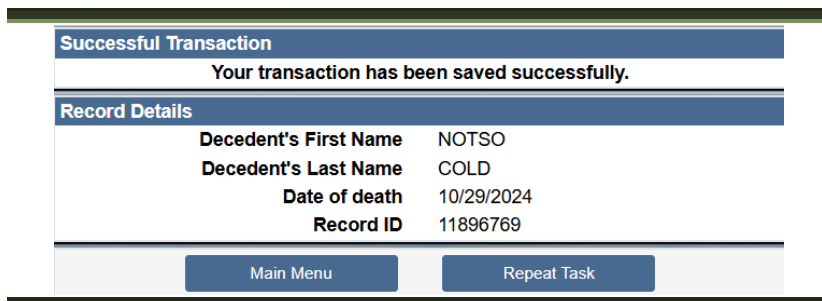 Successful Transaction
Your transaction has been saved successfully.
Record Details
Decedent's First Name NOTSO
Decedent's Last Name COLD
Date of death 10/29/2024
Record ID 11896769
Main Menu Repeat Task